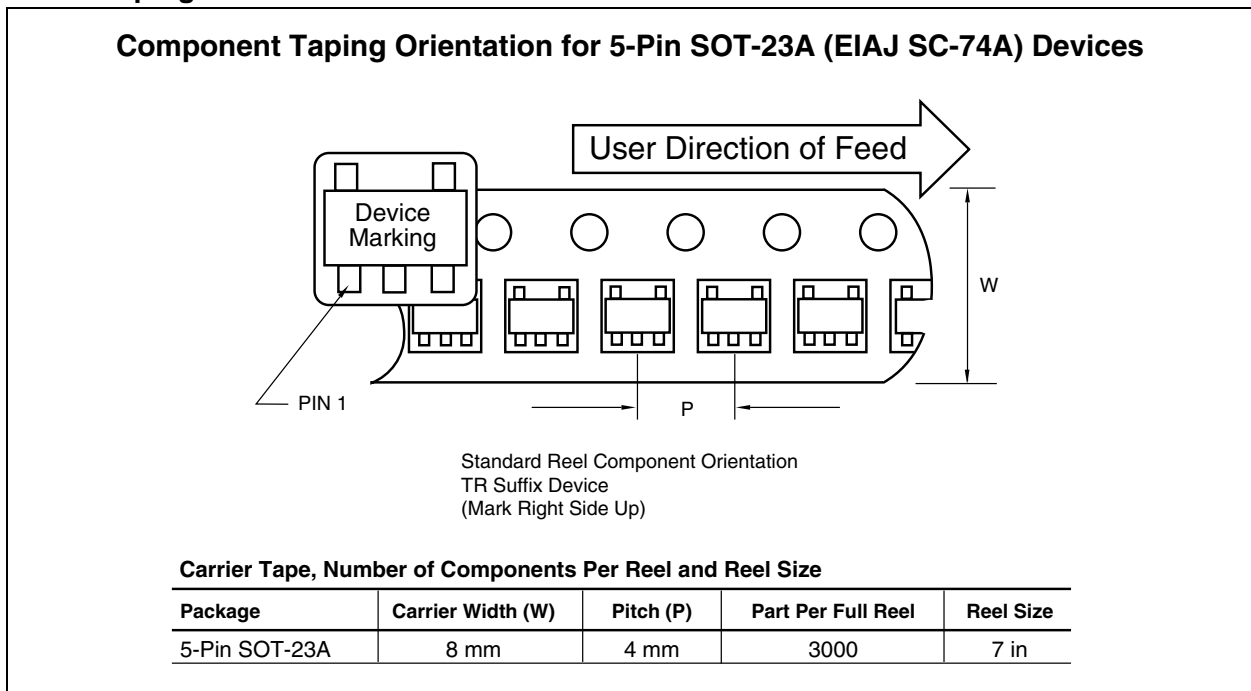 Component Taping Orientation for 5-Pin SOT-23A (EIAJ SC-74A) Devices
User Direction of Feed
Device
Marking
W
PIN 1
P
Standard Reel Component Orientation
TR Suffix Device
(Mark Right Side Up)
Carrier Tape, Number of Components Per Reel and Reel Size
Package Carrier Width (W) Pitch (P) Part Per Full Reel Reel Size
5-Pin SOT-23A 8 mm 4 mm 3000 7 in